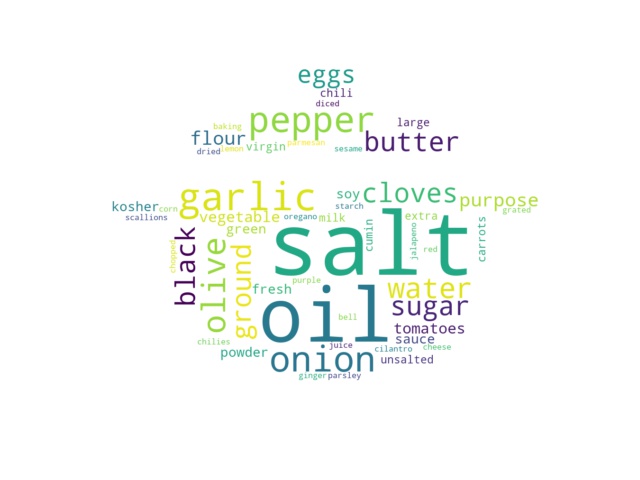 eggs
chili
diced
pepper
large
baking
flour
butter
virgin
parmesan
lemon
dried
sesame
garlic
soy
cloves
purpose
kosher
corn
starch
grated
scallions
vegetable
oregano
milk
extra
salt
cumin
jalapeno
carrots
green
red
black
olive
ground
chopped
purple
fresh
water
oil
sugar
bell
tomatoes
chilies
sauce
juice
powder
onion
cilantro
cheese
unsalted
ginger
parsley